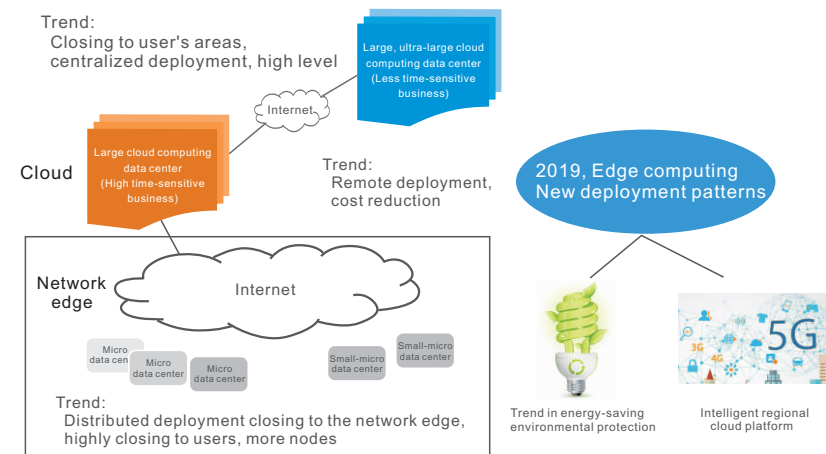 Trend:
Closing to user's areas,
centralized deployment, high level
Large, ultra-large cloud
computing data center
(Less time-sensitive
business)
Internet
Cloud
Large cloud computing
data center
(High time-sensitive
business)
Trend:
Remote deployment,
cost reduction
2019, Edge computing
New deployment patterns
Network
edge
Internet
Micro
data cen
Micro
data center
Micro
data center
Small-micro
data center
Small-micro
data center
Trend:
Distributed deployment closing to the network edge,
highly closing to users, more nodes
5G
3G
4G
Trend in energy-saving
environmental protection
Intelligent regional
cloud platform